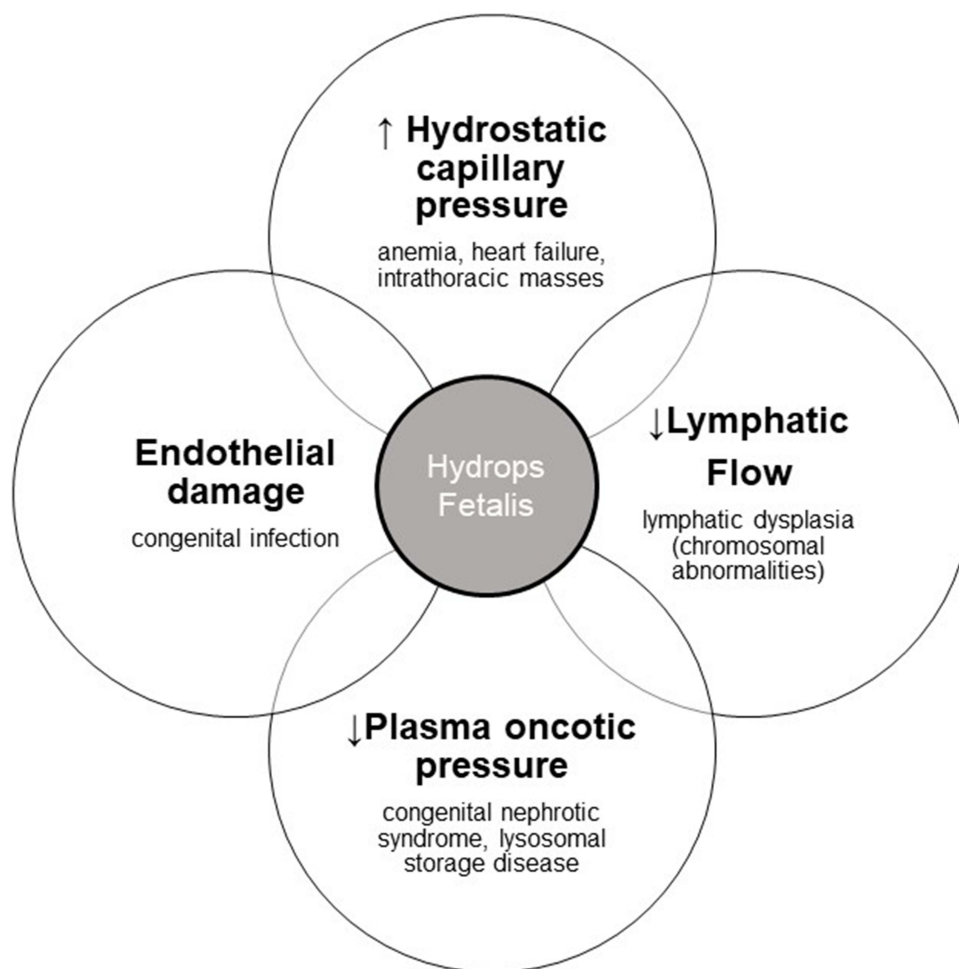 ↑ Hydrostatic
capillary
pressure
anemia, heart failure,
intrathoracic masses
Endothelial
damage
congenital infection
Hydrops
Fetalis
↓Lymphatic
Flow
lymphatic dysplasia
(chromosomal
abnormalities)
↓Plasma oncotic
pressure
congenital nephrotic
syndrome, lysosomal
storage disease